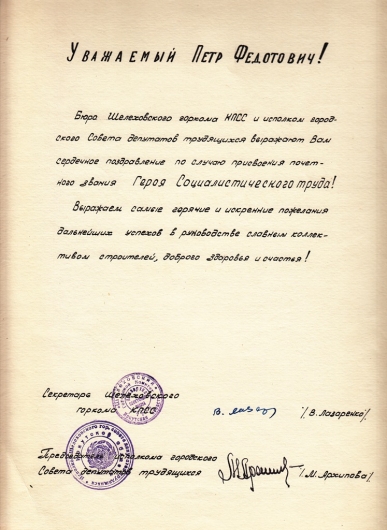 Уважаемый Петр Федотович!
Бюро Шелеховского горкома КПСС и исполком город-
ского Совета депутатов трудящихся выражают Вам
сердечное поздравление по случаю присвоения почет-
ного звания Героя Социалистического труда!
Выражаем самые горячие и искренние пожелания
дальнейших успехов в руководстве славным коллек-
тивом строителей, доброго здоровья и счастья!
Секретарь Шелеховского
горкома КПСС
/В. Лазаренко/
Председатель исполкома городского
Совета депутатов трудящихся
/М. Архипова/